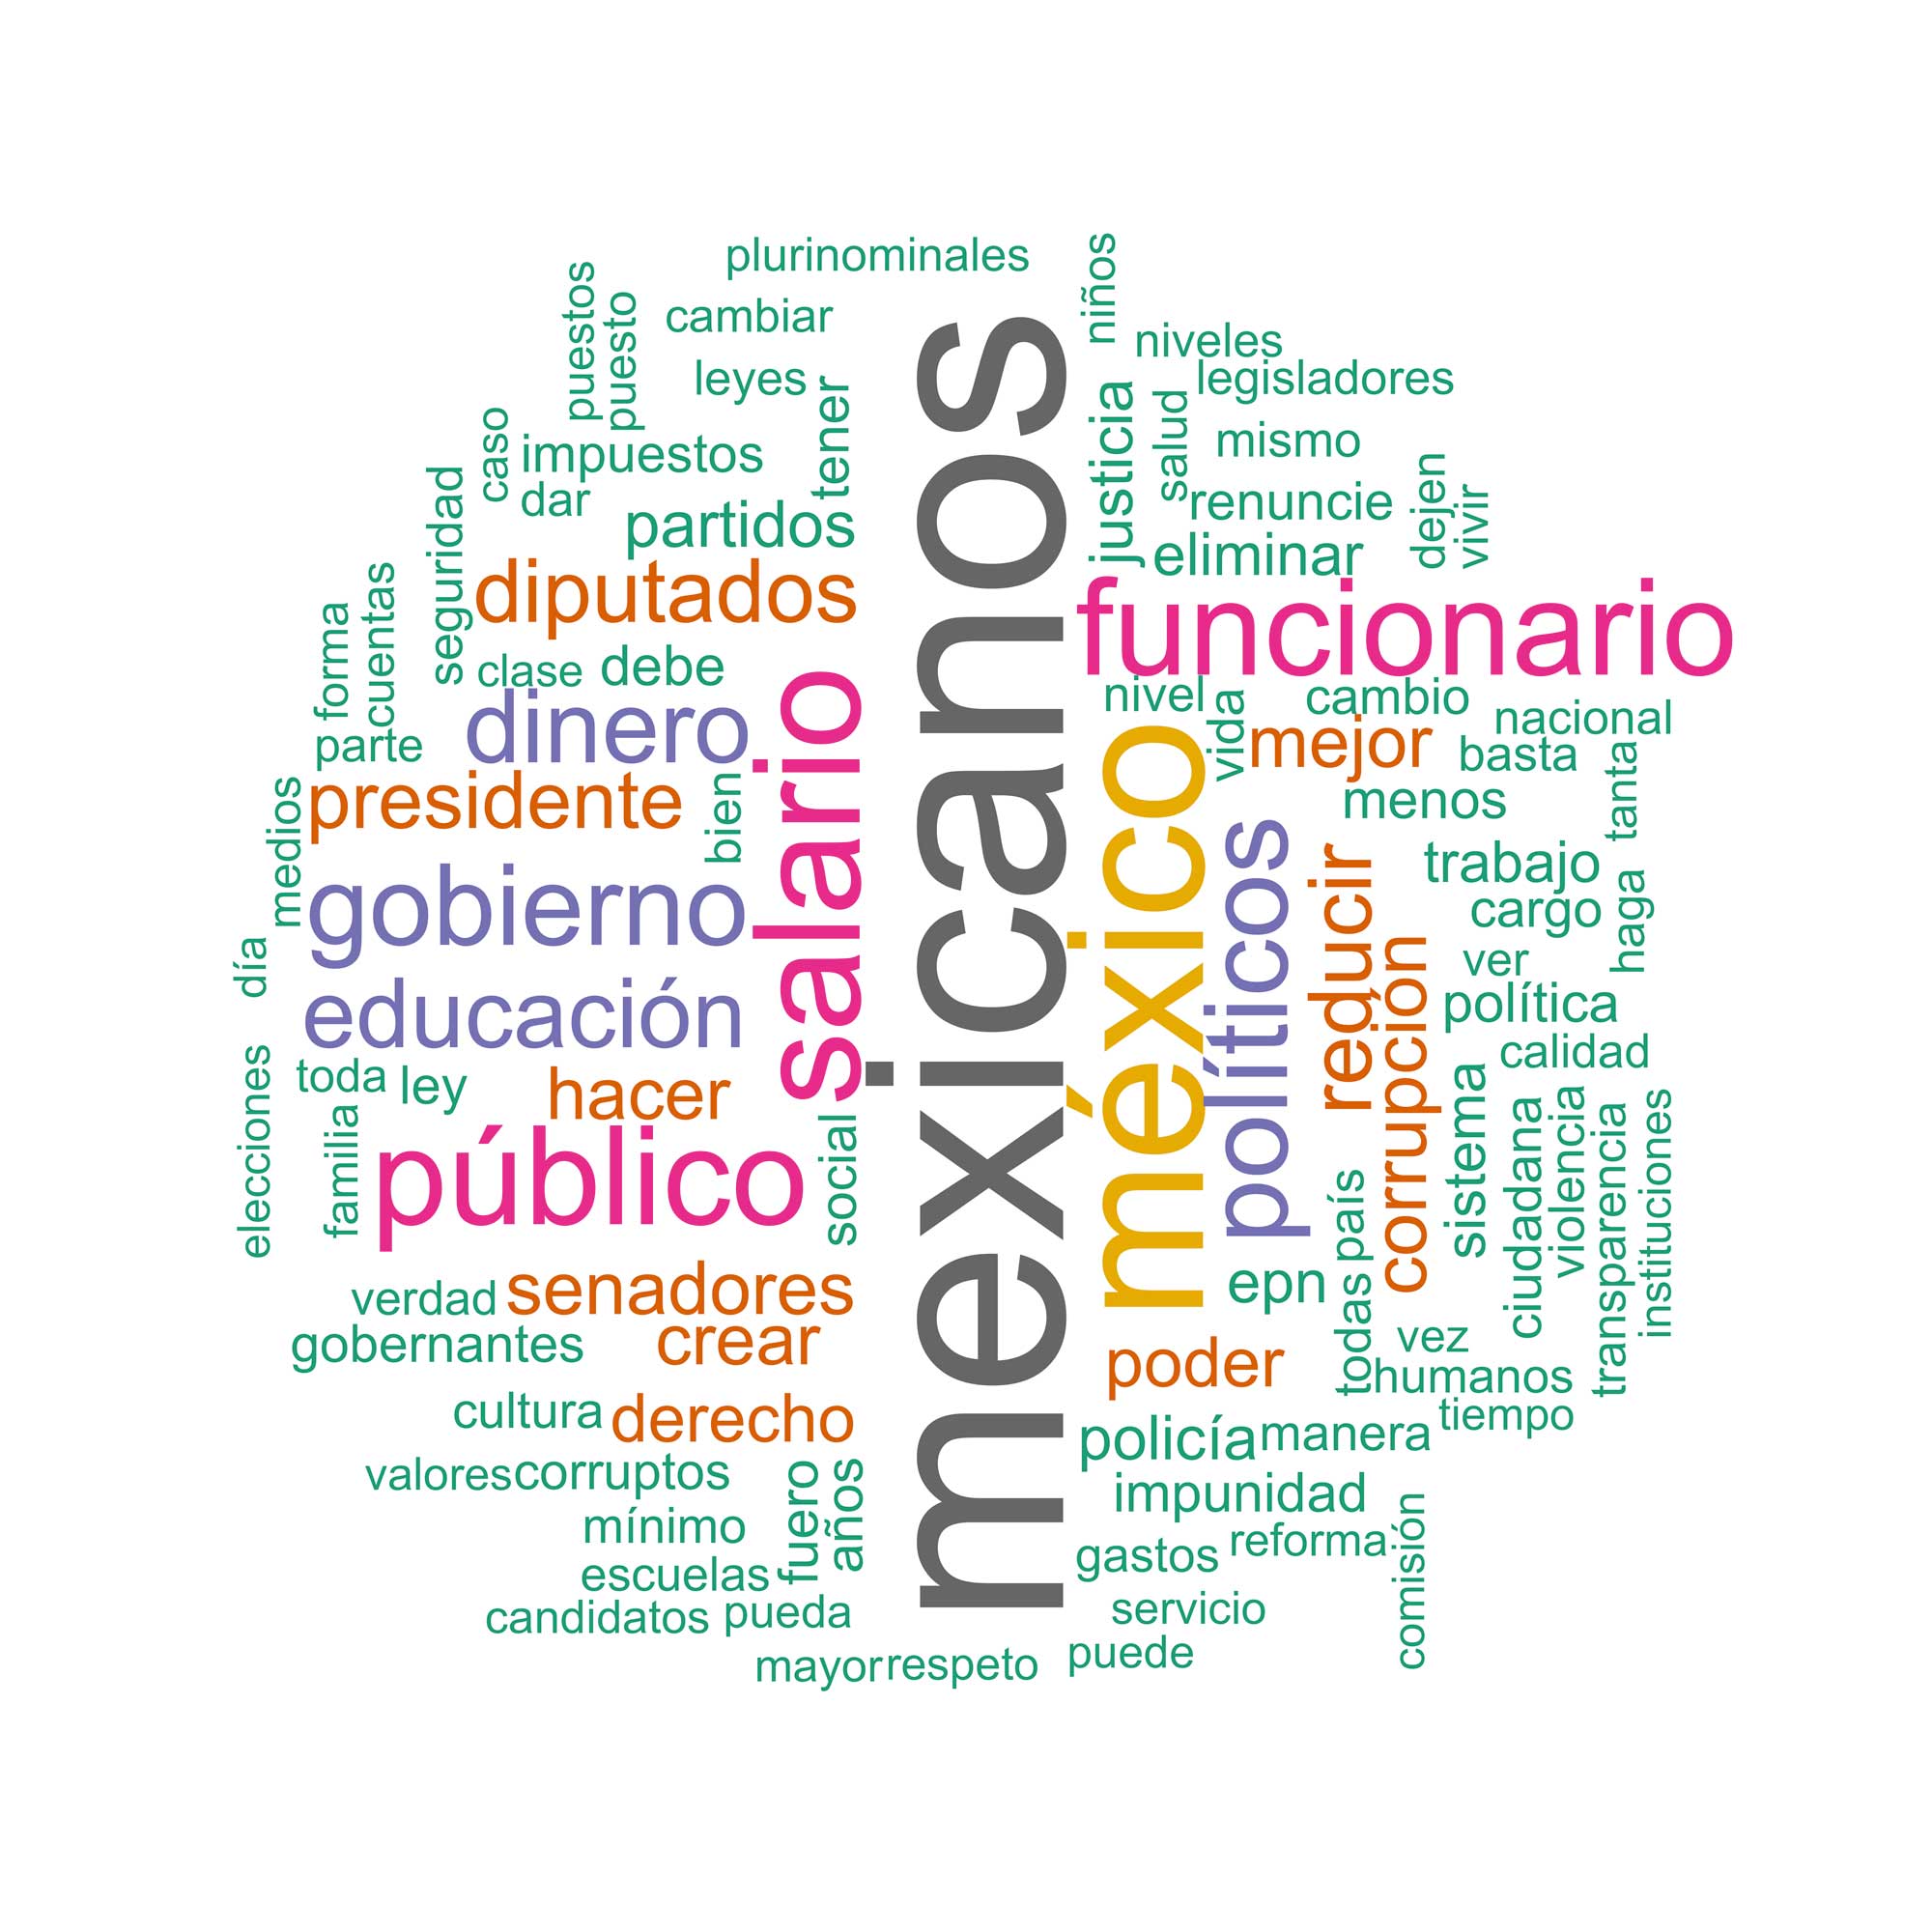 plurinominales
niños
puestos
puesto
cambiar
niveles
leyes
legisladores
tener
justicia
salud
caso
impuestos
mismo
dar
renuncie
dejen
vivir
seguridad
partidos
eliminar
diputados
funcionario
forma
cuentas
clase
debe
nivel
cambio
nacional
dinero
vida
mejor
basta
parte
tanta
presidente
bien
menos
medios
salario
mexicanos
méxico
políticos
reducir
trabajo
gobierno
cargo
haga
día
ver
educación
corrupción
política
calidad
elecciones
toda
ley
hacer
sistema
ciudadana
violencia
transparencia
instituciones
familia
público
social
país
verdad
senadores
epn
todas
gobernantes
crear
poder
vez
humanos
cultura
derecho
policía
manera
tiempo
valores
corruptos
fuero
años
impunidad
mínimo
gastos
reforma
comisión
escuelas
candidatos
pueda
servicio
mayor
respeto
puede